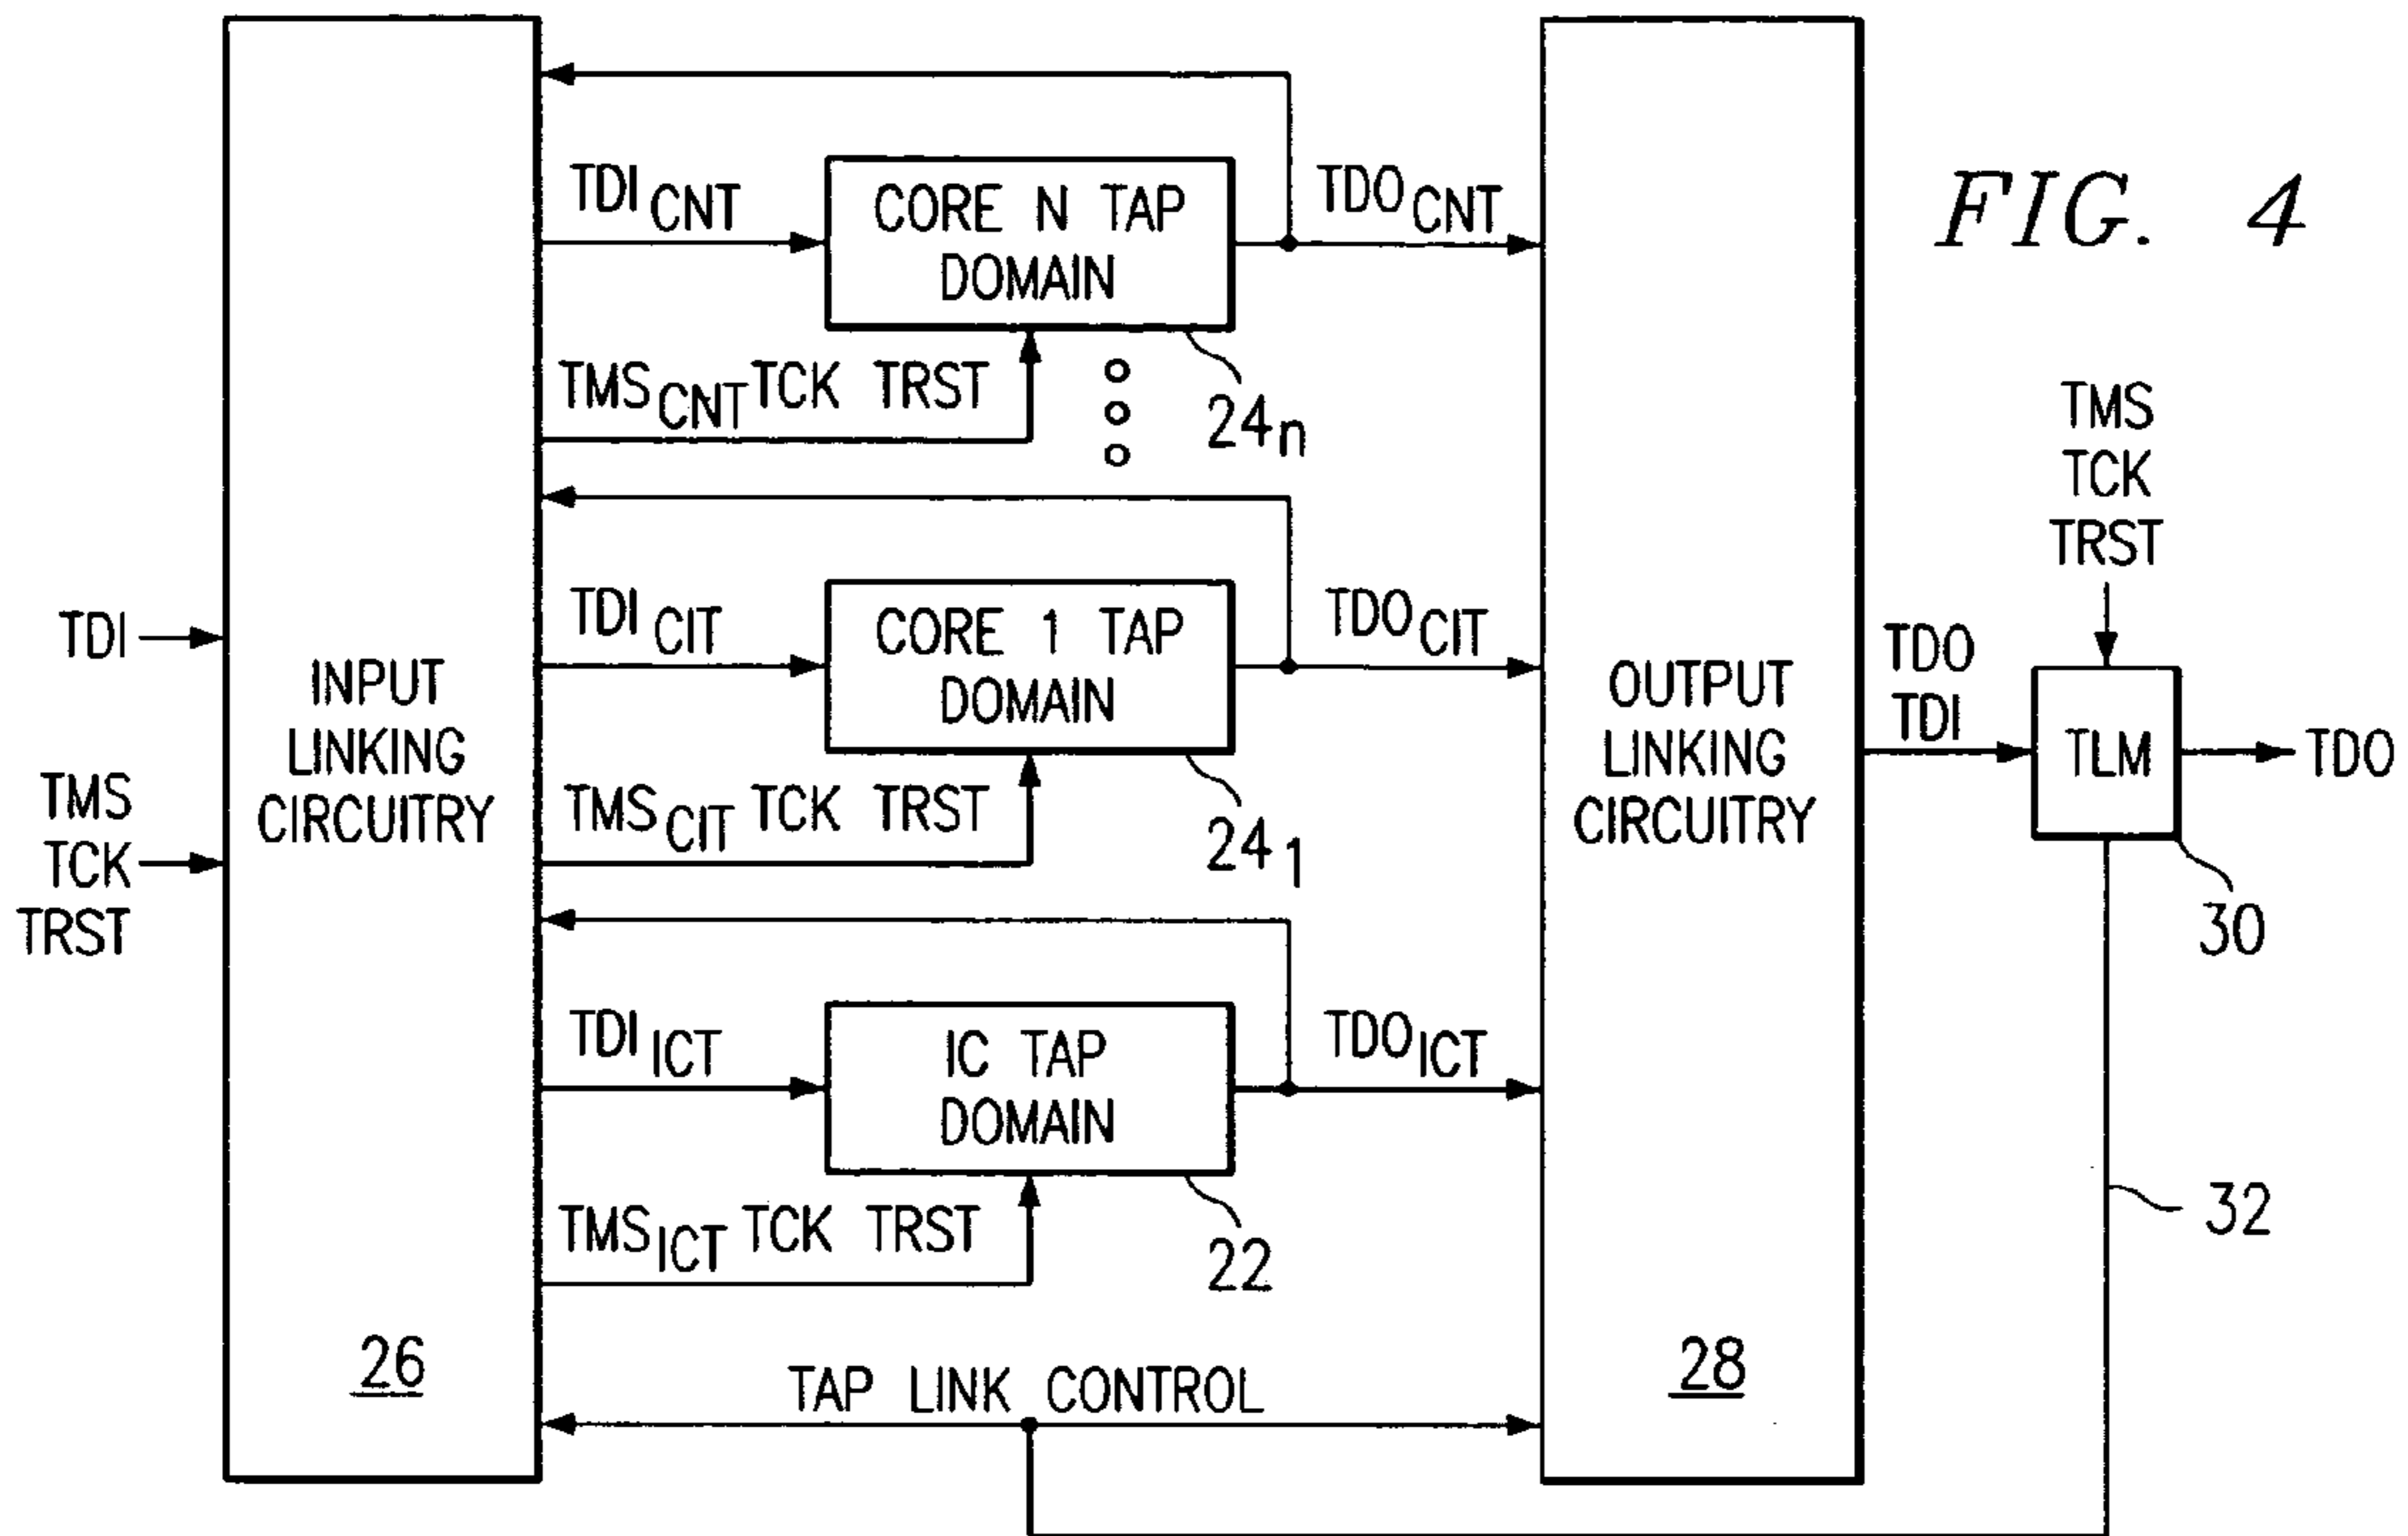 FIG. 4
TDI CNT
CORE N TAP
DOMAIN
TDO CNT
TMS CNT TCK TRST
24 n
TMS
TCK
TRST
TDI
TDI CIT
CORE 1 TAP
DOMAIN
TDO CIT
INPUT
LINKING
CIRCUITRY
OUTPUT
LINKING
CIRCUITRY
TDO
TDI
TLM
TDO
TMS
TCK
TRST
TMS CIT TCK TRST
24 1
30
TDI ICT
IC TAP
DOMAIN
TDO ICT
TMS ICT TCK TRST
22
32
26
TAP LINK CONTROL
28